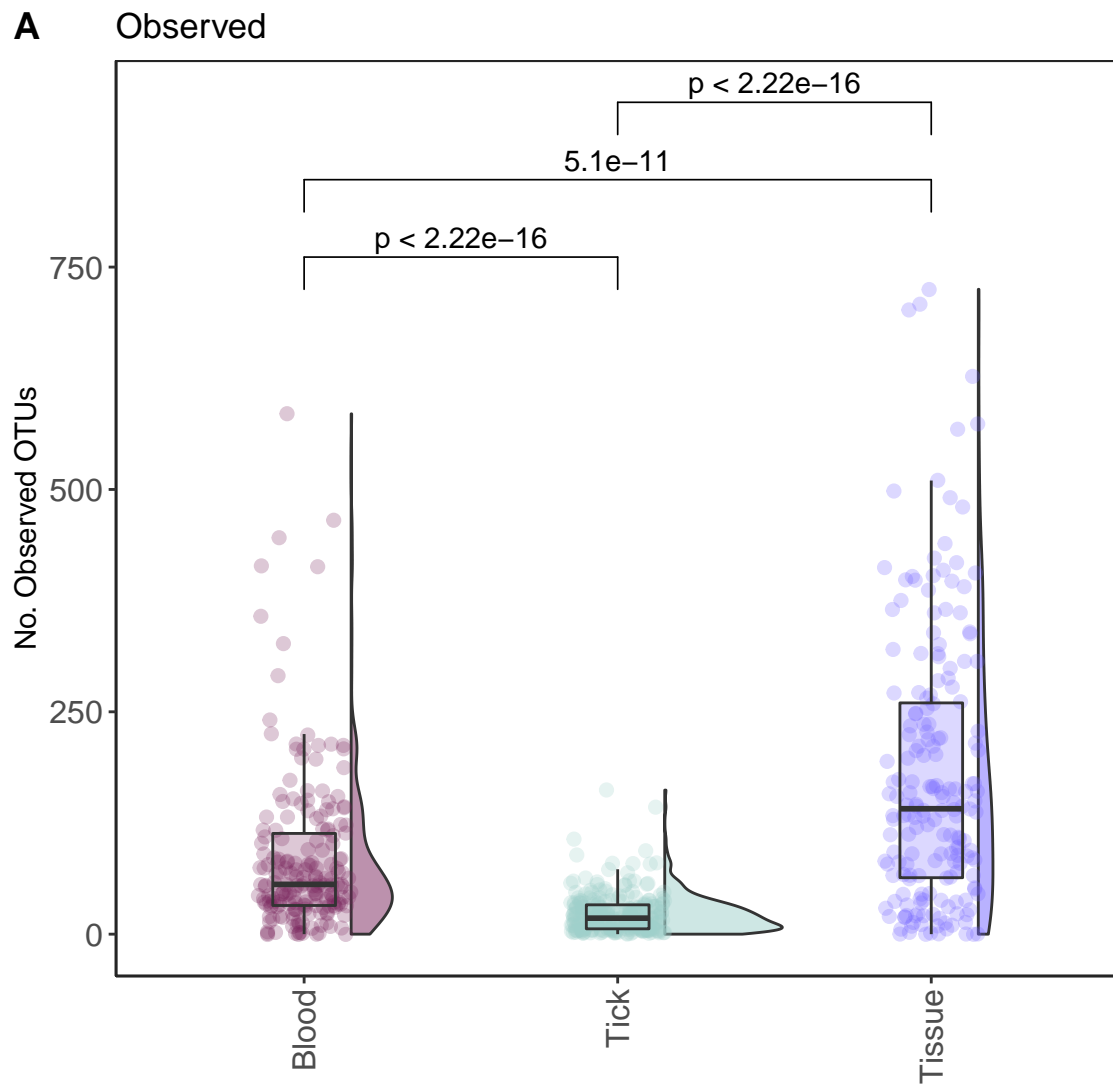 A Observed
p < 2.22e−16
5.1e−11
p < 2.22e−16
750
500
250
0
No. Observed OTUs
Blood
Tick
Tissue